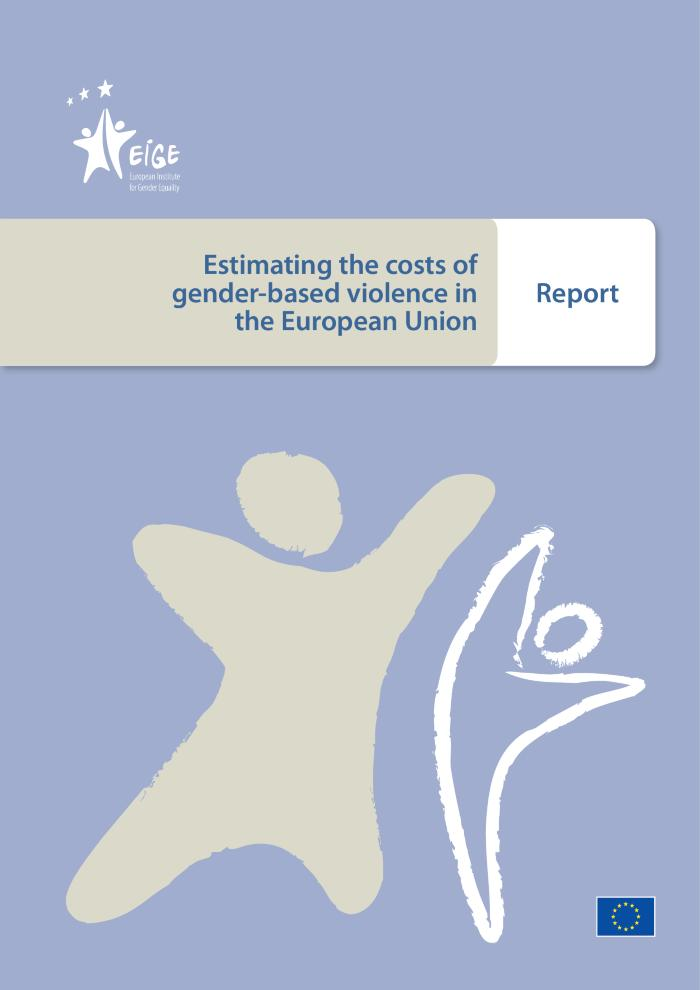 EIGE
European Institute
for Gender Equality
Estimating the costs of
gender-based violence in
the European Union
Report